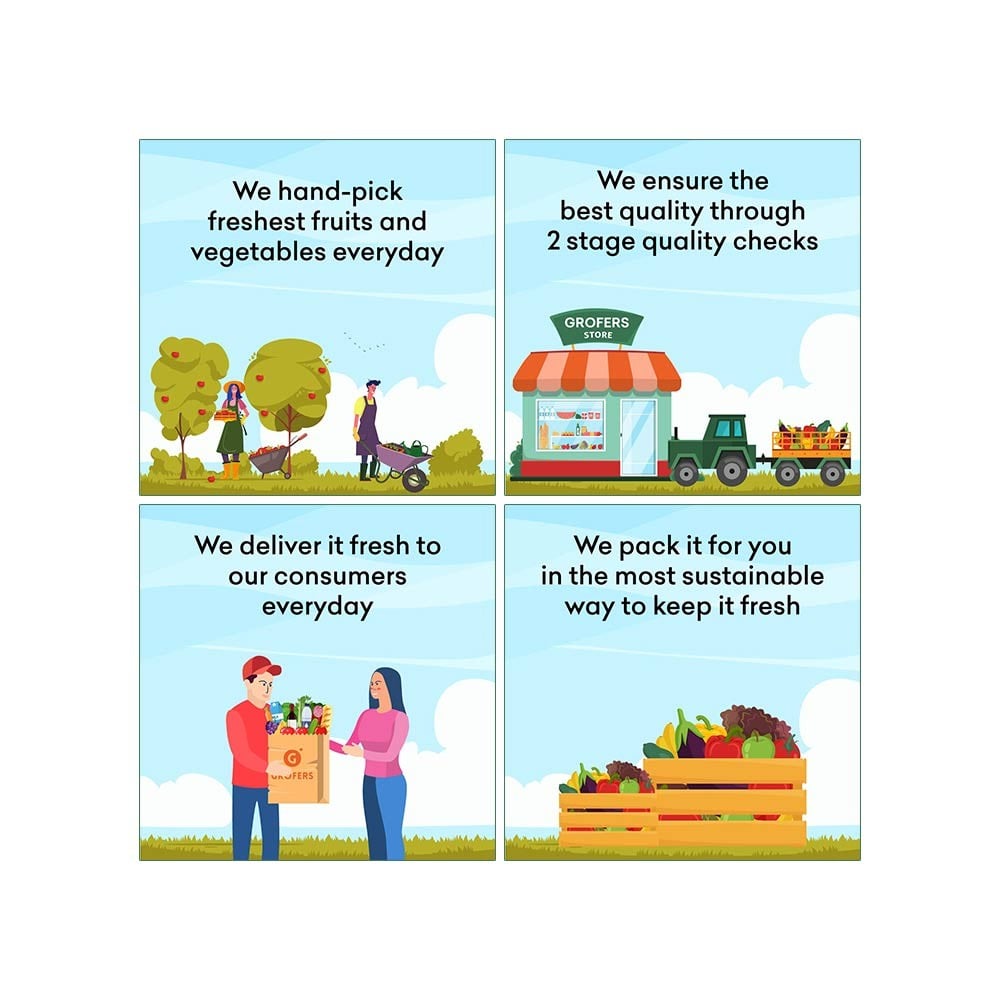 We hand-pick
freshest fruits and
vegetables everyday
We ensure the
best quality through
2 stage quality checks
GROFERS
STORE
We deliver it fresh to
our consumers
everyday
G
GROFERS
We pack it for you
in the most sustainable
way to keep it fresh